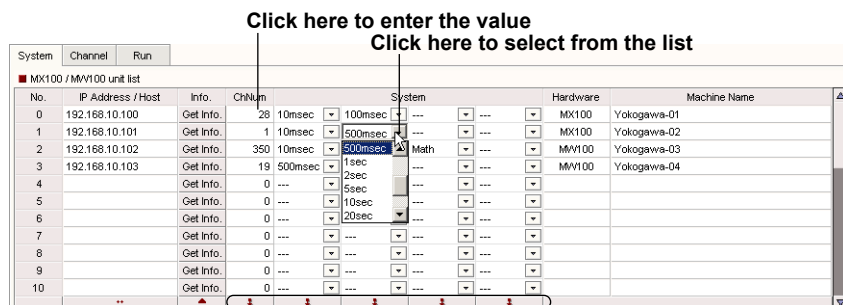 Click here to enter the value
Click here to select from the list
System Channel Run
MX100 / MW100 unit list
No. IP Address / Host Info. ChNum System Hardware Machine Name
0 192.168.10.100 Get Info. 28 10msec 100msec --- --- MX100 Yokogawa-01
1 192.168.10.101 Get Info. 1 10msec 500msec --- --- MX100 Yokogawa-02
2 192.168.10.102 Get Info. 350 10msec 500msec Math --- MW100 Yokogawa-03
3 192.168.10.103 Get Info. 19 500msec 1sec --- --- MW100 Yokogawa-04
2sec
4 Get Info. 0 --- 5sec --- ---
5 Get Info. 0 --- 10sec --- ---
6 Get Info. 0 --- 20sec --- ---
7 Get Info. 0 --- --- --- ---
8 Get Info. 0 --- --- --- ---
9 Get Info. 0 --- --- --- ---
10 Get Info. 0 --- --- --- ---